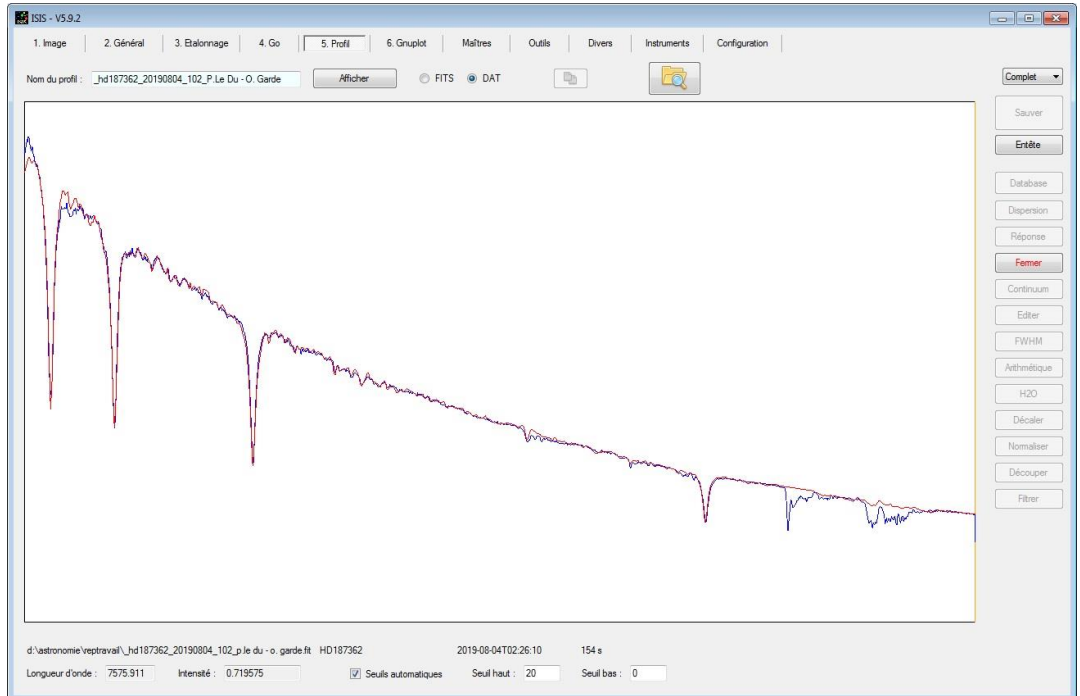 ISIS - V5.9.2
1. Image 2. Général 3. Etalonnage 4. Go 5. Profil 6. Gnuplot Maîtres Outils Divers Instruments Configuration
Nom du profil : _hd187362_20190804_102_P.Le Du - O. Garde Afficher FITS DAT Complet
Sauver
Entête
Database
Dispersion
Réponse
Fermer
Continuum
Editer
FWHM
Arithmétique
H2O
Décaler
Normaliser
Découper
Filtrer
d:\astronomie\reptravail\_hd187362_20190804_102_p.le du - o. garde.fit HD187362 2019-08-04T02:26:10 154 s
Longueur d'onde : 7575.911 Intensité : 0.719575 Seuils automatiques Seuil haut : 20 Seuil bas : 0